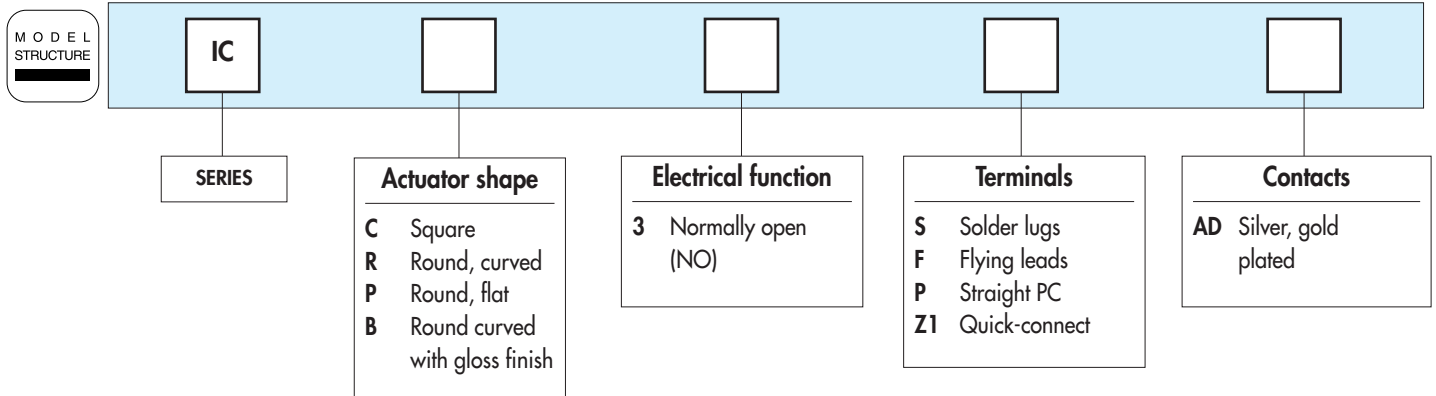 MODEL
STRUCTURE
IC
SERIES
Actuator shape
C Square
R Round, curved
P Round, flat
B Round curved
with gloss finish
Electrical function
3 Normally open
(NO)
Terminals
S Solder lugs
F Flying leads
P Straight PC
Z1 Quick-connect
Contacts
AD Silver, gold
plated